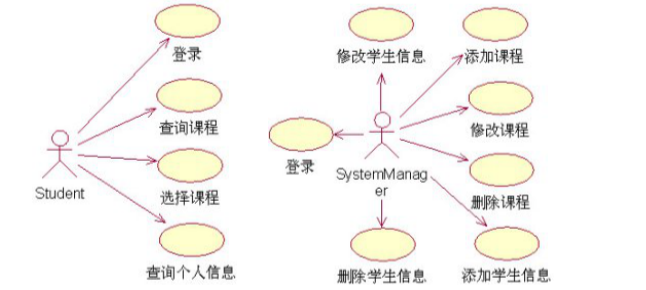 登录
查询课程
Student
选择课程
查询个人信息
修改学生信息
添加课程
修改课程
登录
SystemManag
er
删除课程
删除学生信息
添加学生信息